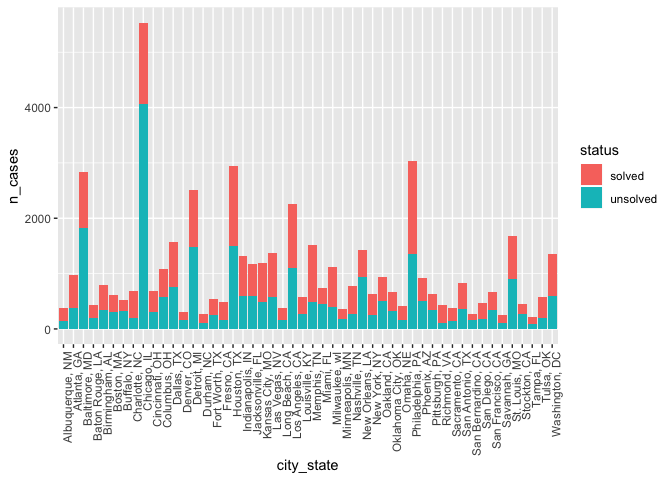 n_cases
4000
2000
0
Albuquerque, NM
Atlanta, GA
Baltimore, MD
Baton Rouge, LA
Birmingham, AL
Boston, MA
Buffalo, NY
Charlotte, NC
Chicago, IL
Cincinnati, OH
Columbus, OH
Dallas, TX
Denver, CO
Detroit, MI
Durham, NC
Fort Worth, TX
Fresno, CA
Houston, TX
Indianapolis, IN
Jacksonville, FL
Kansas City, MO
Las Vegas, NV
Long Beach, CA
Los Angeles, CA
Louisville, KY
Memphis, TN
Miami, FL
Milwaukee, wI
Minneapolis, MN
Nashville, TN
New Orleans, LA
New York, NY
Oakland, CA
Oklahoma City, OK
Omaha, NE
Philadelphia, PA
Phoenix, AZ
Pittsburgh, PA
Richmond, VA
Sacramento, CA
San Antonio, TX
San Bernardino, CA
San Diego, CA
San Francisco, CA
Savannah, GA
St. Louis, MO
Stockton, CA
Tampa, FL
Tulsa, OK
Washington, DC
city_state
status
solved
unsolved